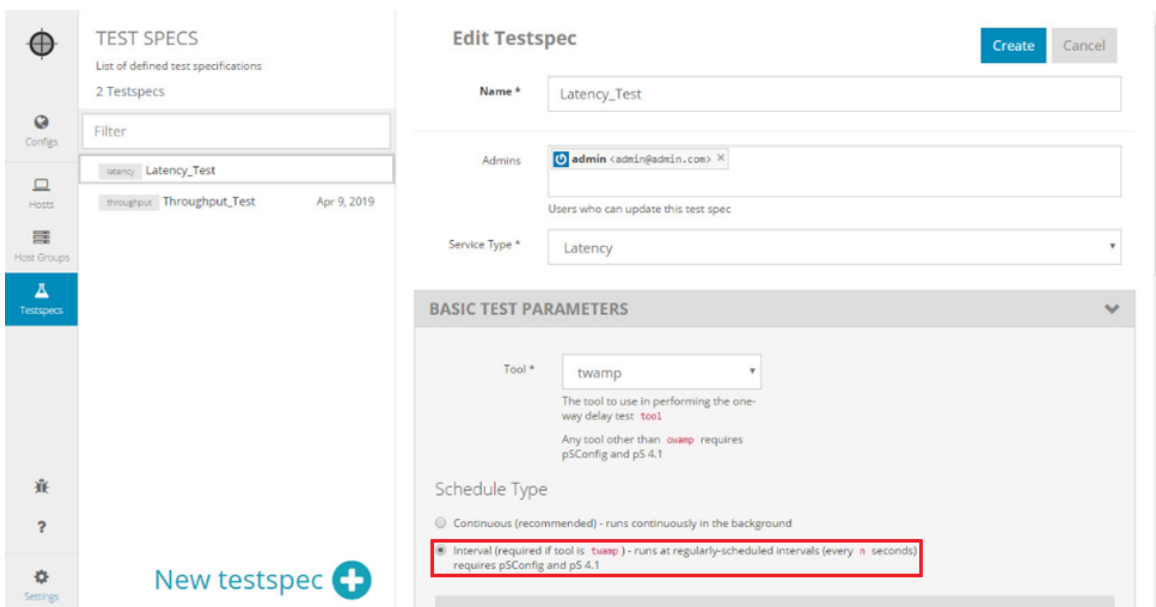 TEST SPECS
List of defined test specifications
2 Testspecs
Filter
latency Latency_Test
throughput Throughput_Test Apr 9, 2019
Configs
Hosts
Host Groups
Testspecs
?
Settings
New testspec
Edit Testspec
Create
Cancel
Name *
Latency_Test
Admins
admin <admin@admin.com> ×
Users who can update this test spec
Service Type *
Latency
BASIC TEST PARAMETERS
Tool *
twamp
The tool to use in performing the one-
way delay test tool
Any tool other than owamp requires
pSConfig and pS 4.1
Schedule Type
Continuous (recommended) - runs continuously in the background
Interval (required if tool is twamp) - runs at regularly-scheduled intervals (every n seconds)
requires pSConfig and pS 4.1